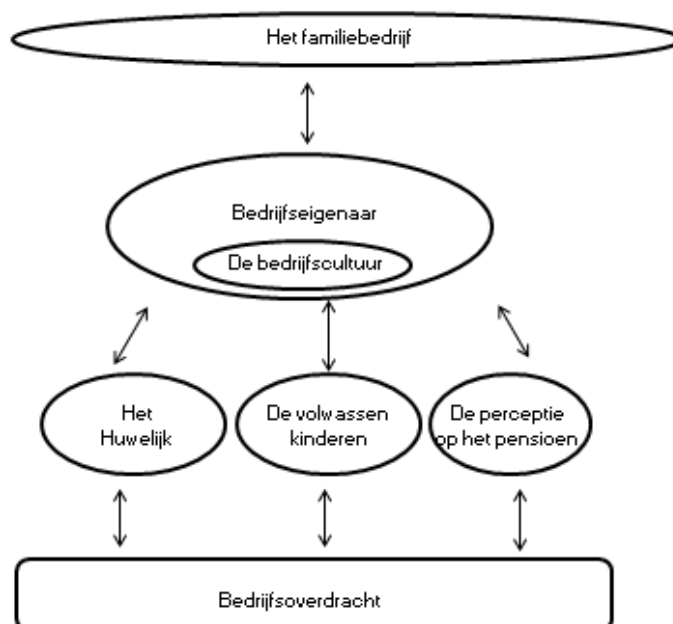 Het familiebedrijf
Bedrijfseigenaar
De bedrijfscultuur
Het
Huwelijk
De volwassen
kinderen
De perceptie
op het pensioen
Bedrijfsoverdracht